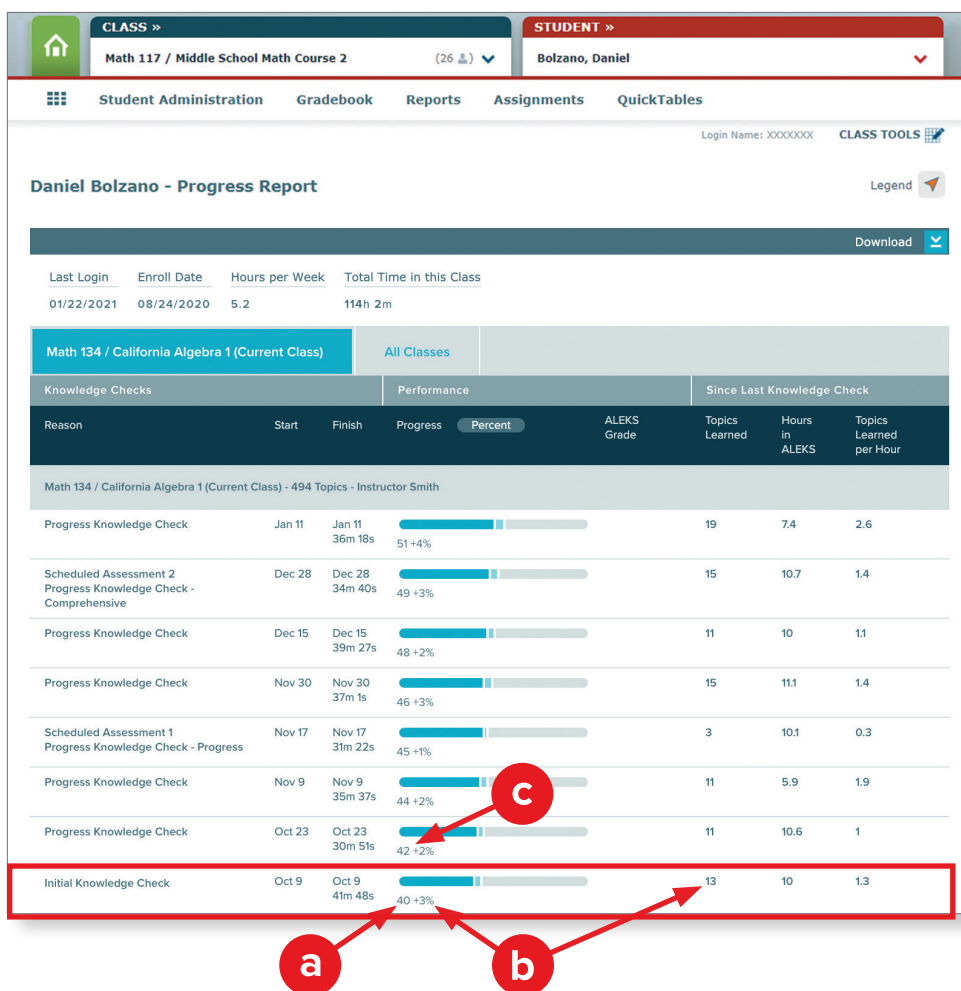 CLASS »
STUDENT »
Math 117 / Middle School Math Course 2 (26 )
Bolzano, Daniel
Student Administration Gradebook Reports Assignments QuickTables
Login Name: XXXXXXX CLASS TOOLS
Daniel Bolzano - Progress Report
Legend
Download
Last Login Enroll Date Hours per Week Total Time in this Class
01/22/2021 08/24/2020 5.2 114h 2m
Math 134 / California Algebra 1 (Current Class) All Classes
Knowledge Checks Performance Since Last Knowledge Check
Reason Start Finish Progress Percent ALEKS Topics Hours Topics
Grade Learned in Learned
ALEKS per Hour
Math 134 / California Algebra 1 (Current Class) - 494 Topics - Instructor Smith
Progress Knowledge Check Jan 11 Jan 11 19 7.4 2.6
36m 18s 51 +4%
Scheduled Assessment 2 Dec 28 Dec 28 15 10.7 1.4
Progress Knowledge Check - 34m 40s 49 +3%
Comprehensive
Progress Knowledge Check Dec 15 Dec 15 11 10 1.1
39m 27s 48 +2%
Progress Knowledge Check Nov 30 Nov 30 15 11.1 1.4
37m 1s 46 +3%
Scheduled Assessment 1 Nov 17 Nov 17 3 10.1 0.3
Progress Knowledge Check - Progress 31m 22s 45 +1%
Progress Knowledge Check Nov 9 Nov 9 11 5.9 1.9
35m 37s 44 +2%
c
Progress Knowledge Check Oct 23 Oct 23 11 10.6 1
30m 51s 42 +2%
Initial Knowledge Check Oct 9 Oct 9 13 10 1.3
41m 48s 40 +3%
a b